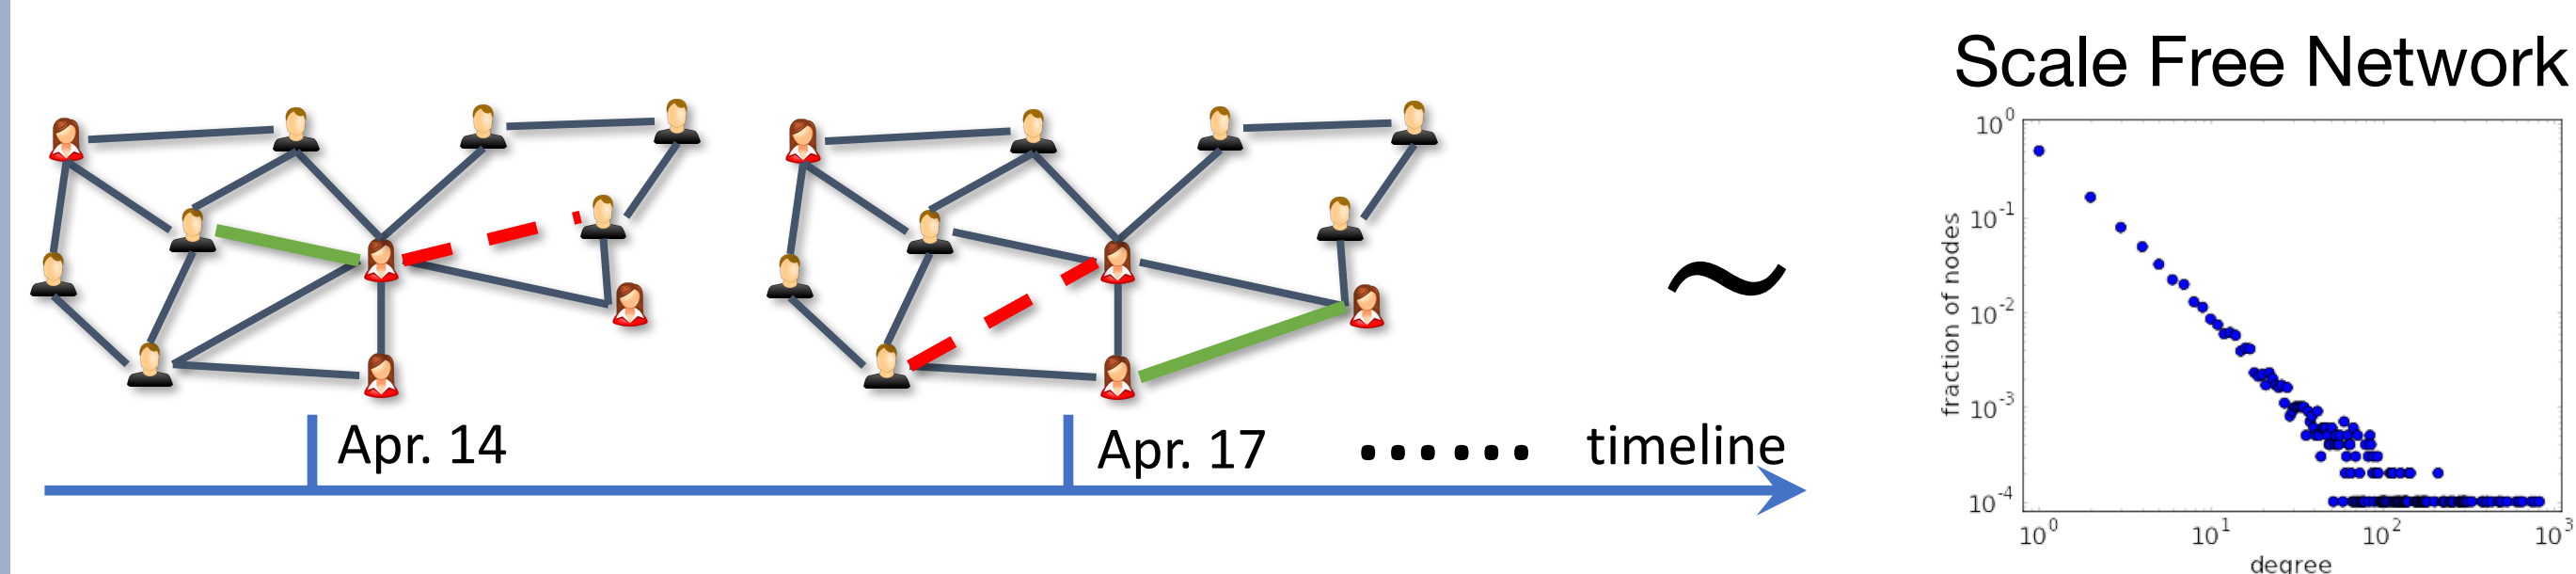 Scale Free Network
10^0
10^-1
10^-2
10^-3
10^-4
fraction of nodes
10^0 10^1 10^2 10^3
degree
Apr. 14
Apr. 17 ...... timeline
~